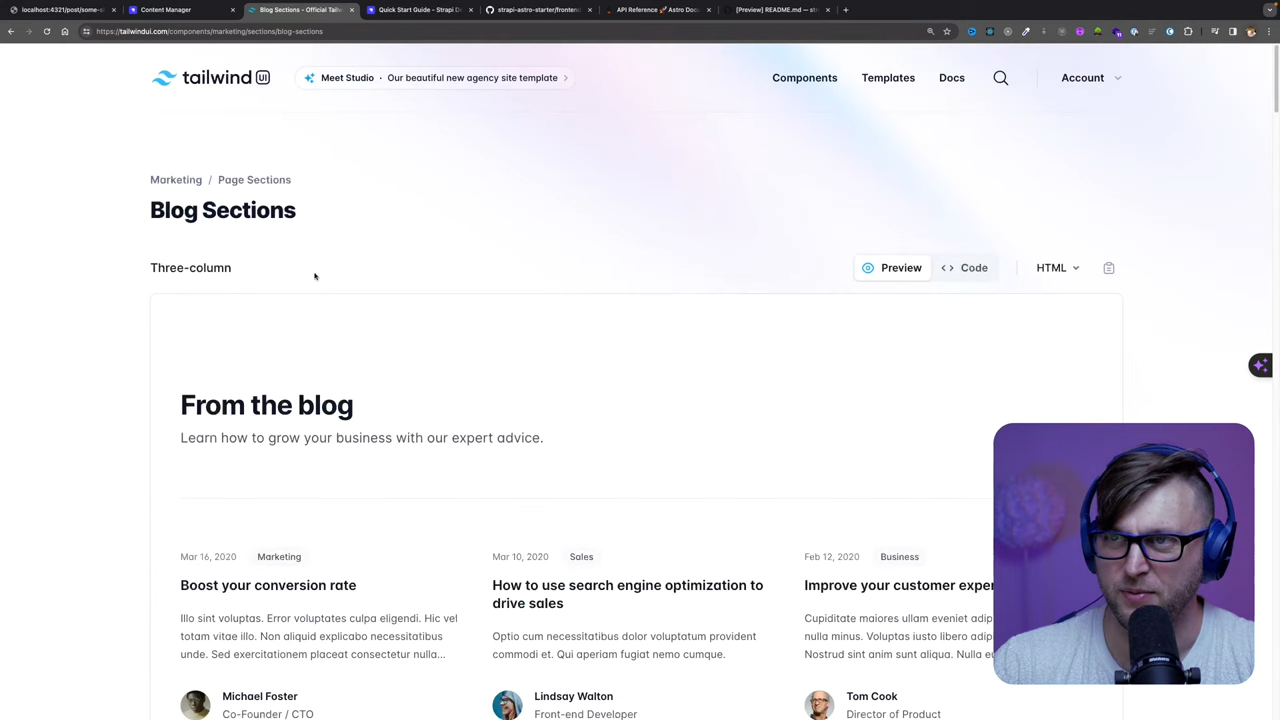 localhost:4321/post/some-s
Content Manager
Blog Sections - Official Tailw
Quick Start Guide - Strapi D
strapi-astro-starter/fronten
API Reference 🚀 Astro Doc
[Preview] README.md — str
https://tailwindui.com/components/marketing/sections/blog-sections
tailwind UI
Meet Studio · Our beautiful new agency site template
Components
Templates
Docs
Account
Marketing / Page Sections
Blog Sections
Three-column
Preview
Code
HTML
From the blog
Learn how to grow your business with our expert advice.
Mar 16, 2020 Marketing
Boost your conversion rate
Illo sint voluptas. Error voluptates culpa eligendi. Hic vel
totam vitae illo. Non aliquid explicabo necessitatibus
unde. Sed exercitationem placeat consectetur nulla...
Michael Foster
Co-Founder / CTO
Mar 10, 2020 Sales
How to use search engine optimization to
drive sales
Optio cum necessitatibus dolor voluptatum provident
commodi et. Qui aperiam fugiat nemo cumque.
Lindsay Walton
Front-end Developer
Feb 12, 2020 Business
Improve your customer exper
Cupiditate maiores ullam eveniet adip
nulla minus. Voluptas iusto libero adip
Nostrud sint anim sunt aliqua. Nulla eu
Tom Cook
Director of Product